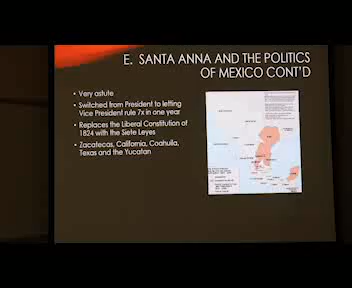 E. SANTA ANNA AND THE POLITICS
OF MEXICO CONT'D
• Very astute
• Switched from President to letting
Vice President rule 7x in one year
• Replaces the Liberal Constitution of
1824 with the Siete Leyes
• Zacatecas, California, Coahuila,
Texas and the Yucatan